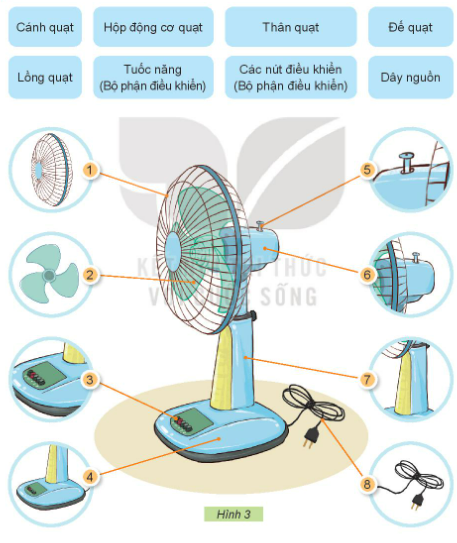 Cánh quạt
Hộp động cơ quạt
Thân quạt
Đế quạt
Lồng quạt
Tuốc năng
(Bộ phận điều khiển)
Các nút điều khiển
(Bộ phận điều khiển)
Dây nguồn
1
5
2
6
KẾT NỐI TRI THỨC
VỚI CUỘC SỐNG
3
7
4
8
Hình 3